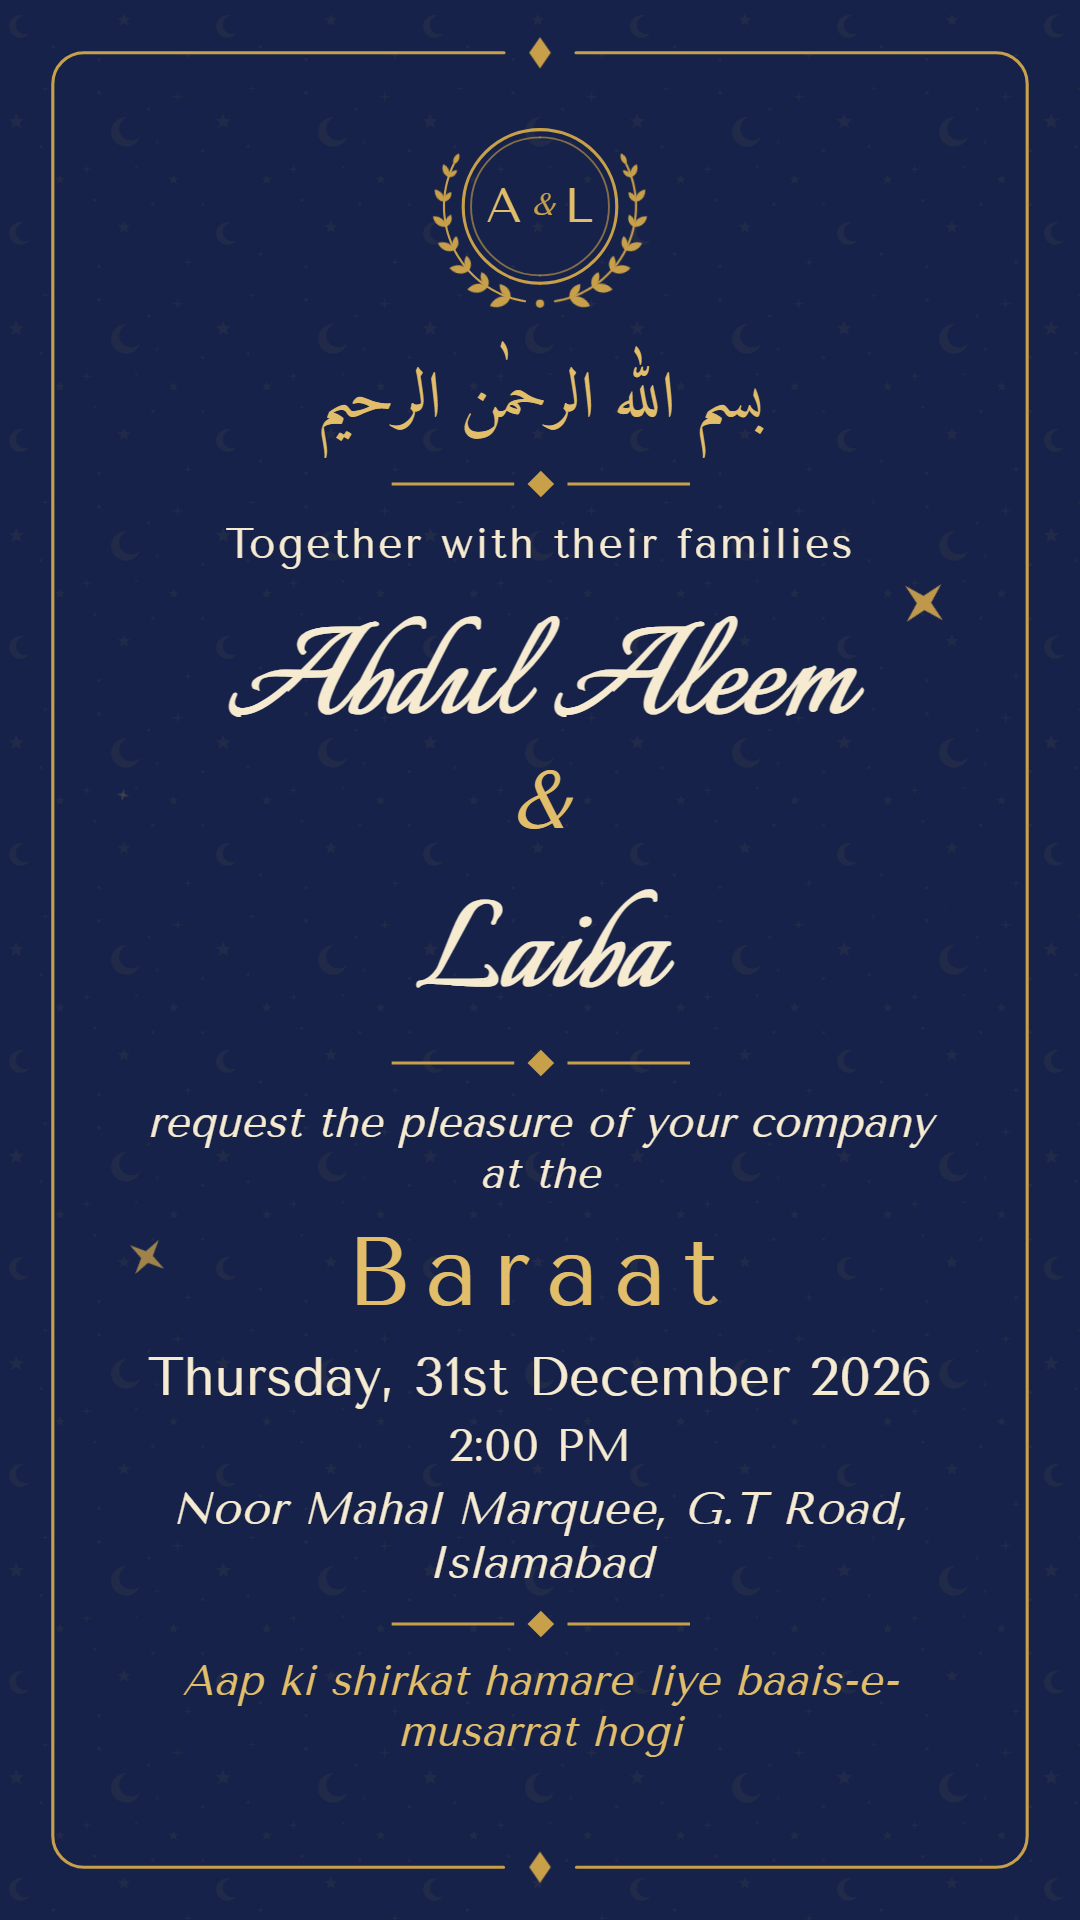 A & L
بسم اللہ الرحمٰن الرحیم
Together with their families
Abdul Aleem
&
Laiba
request the pleasure of your company
at the
Baraat
Thursday, 31st December 2026
2:00 PM
Noor Mahal Marquee, G.T Road,
Islamabad
Aap ki shirkat hamare liye baais-e-
musarrat hogi